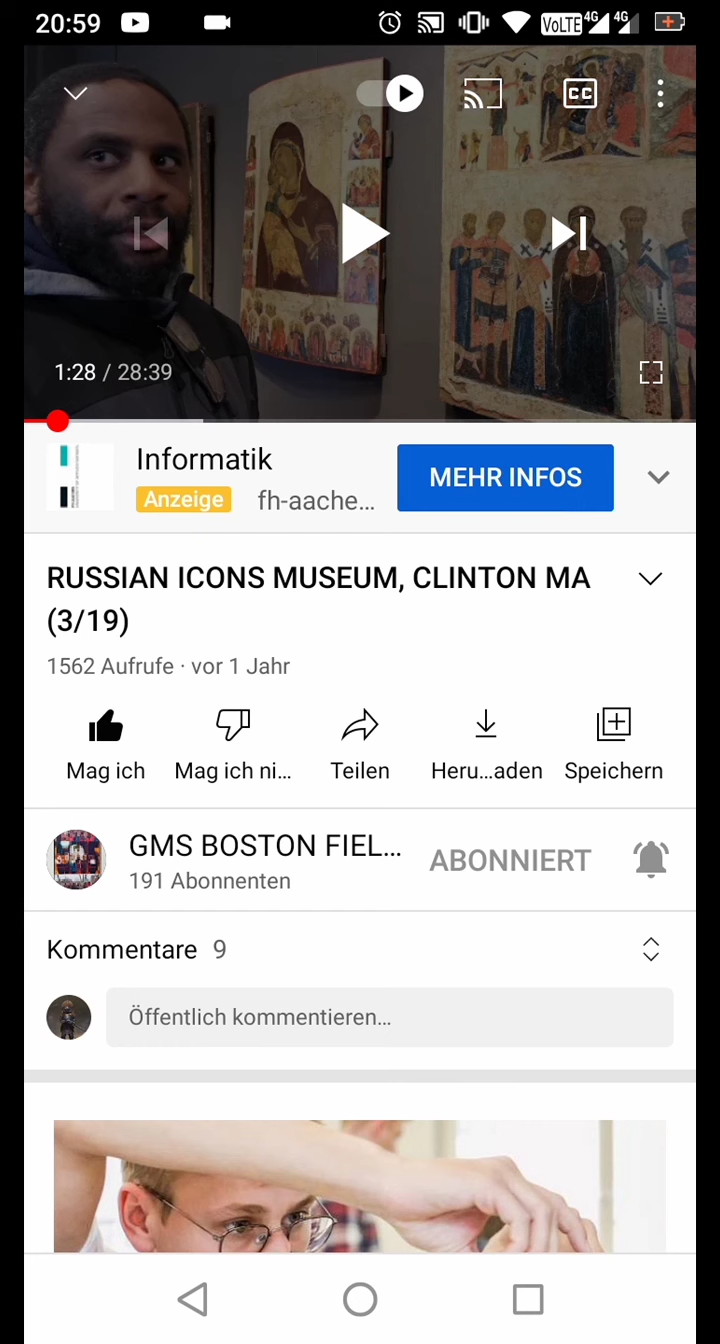 20:59
VoLTE 4G 4G
CC
1:28 / 28:39
Informatik
MEHR INFOS
Anzeige fh-aache...
RUSSIAN ICONS MUSEUM, CLINTON MA
(3/19)
1562 Aufrufe · vor 1 Jahr
Mag ich Mag ich ni... Teilen Heru...aden Speichern
GMS BOSTON FIEL...
ABONNIERT
191 Abonnenten
Kommentare 9
Öffentlich kommentieren...